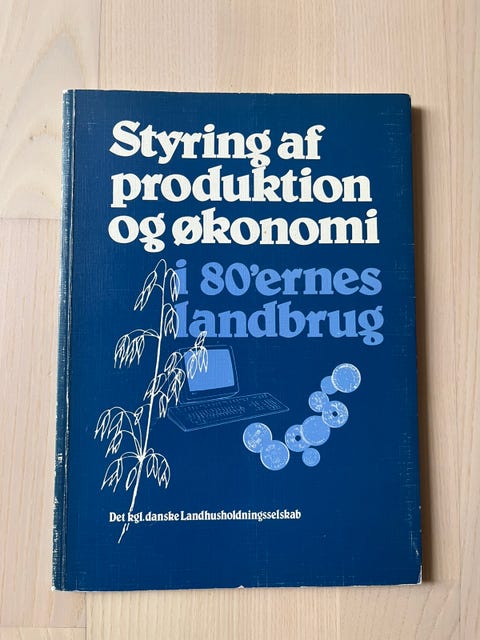 Styring af
produktion
og økonomi
i 80'ernes
landbrug
Det kgl. danske Landhusholdningsselskab